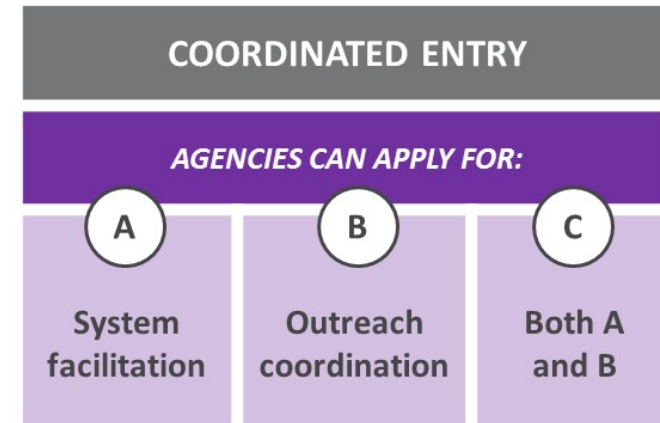 COORDINATED ENTRY
AGENCIES CAN APPLY FOR:
A
System
facilitation
B
Outreach
coordination
C
Both A
and B